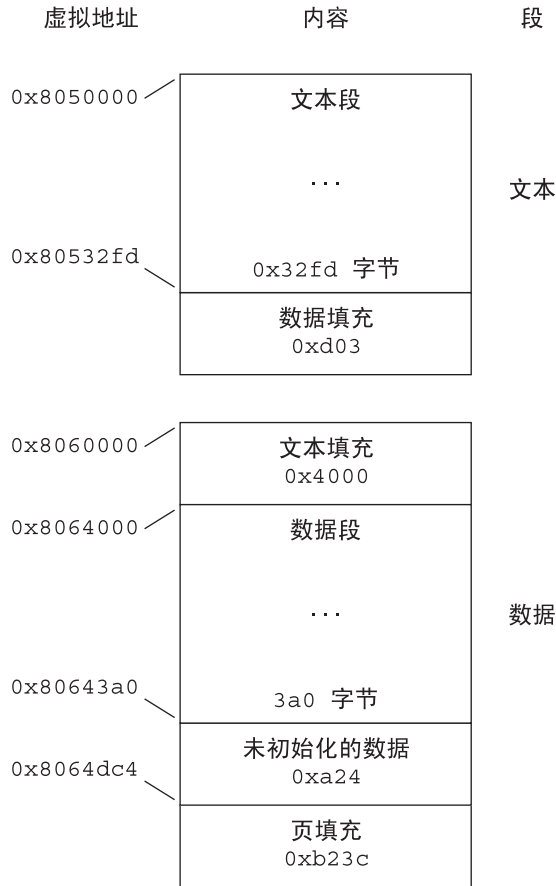 虚拟地址 内容 段
0x8050000
文本段
...
文本
0x80532fd
0x32fd 字节
数据填充
0xd03
0x8060000
文本填充
0x4000
0x8064000
数据段
...
数据
0x80643a0
3a0 字节
未初始化的数据
0xa24
0x8064dc4
页填充
0xb23c